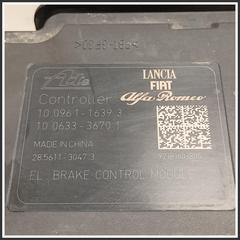 Ate
LANCIA
FIAT
Alfa Romeo
Controller
10.0961-1639.3
10.0633-3670.1
MADE IN CHINA
28.5611-3047.3
EL. BRAKE CONTROL MODULE